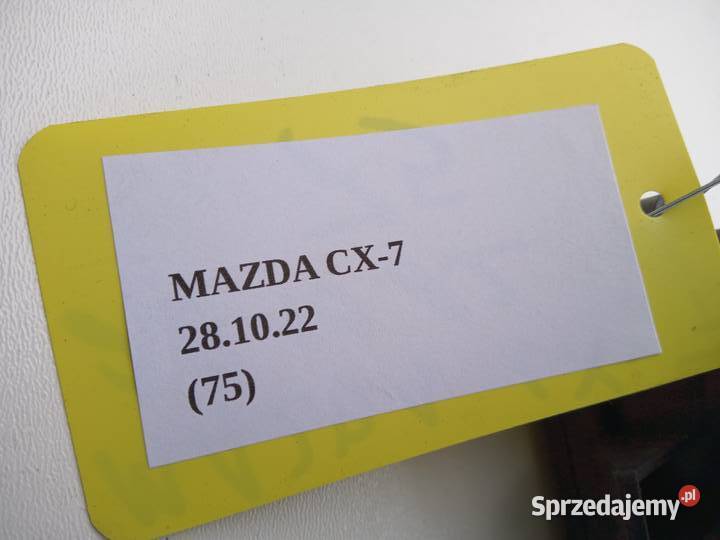 MAZDA CX-7
28.10.22
(75)
Sprzedajemy.pl